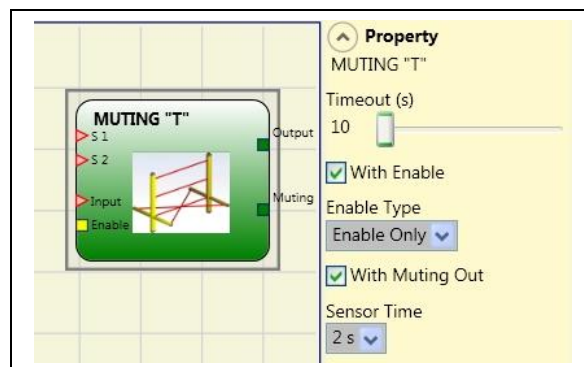 MUTING "T"
S 1
S 2
Input
Enable
Output
Muting
Property
MUTING "T"
Timeout (s)
10
With Enable
Enable Type
Enable Only
With Muting Out
Sensor Time
2 s